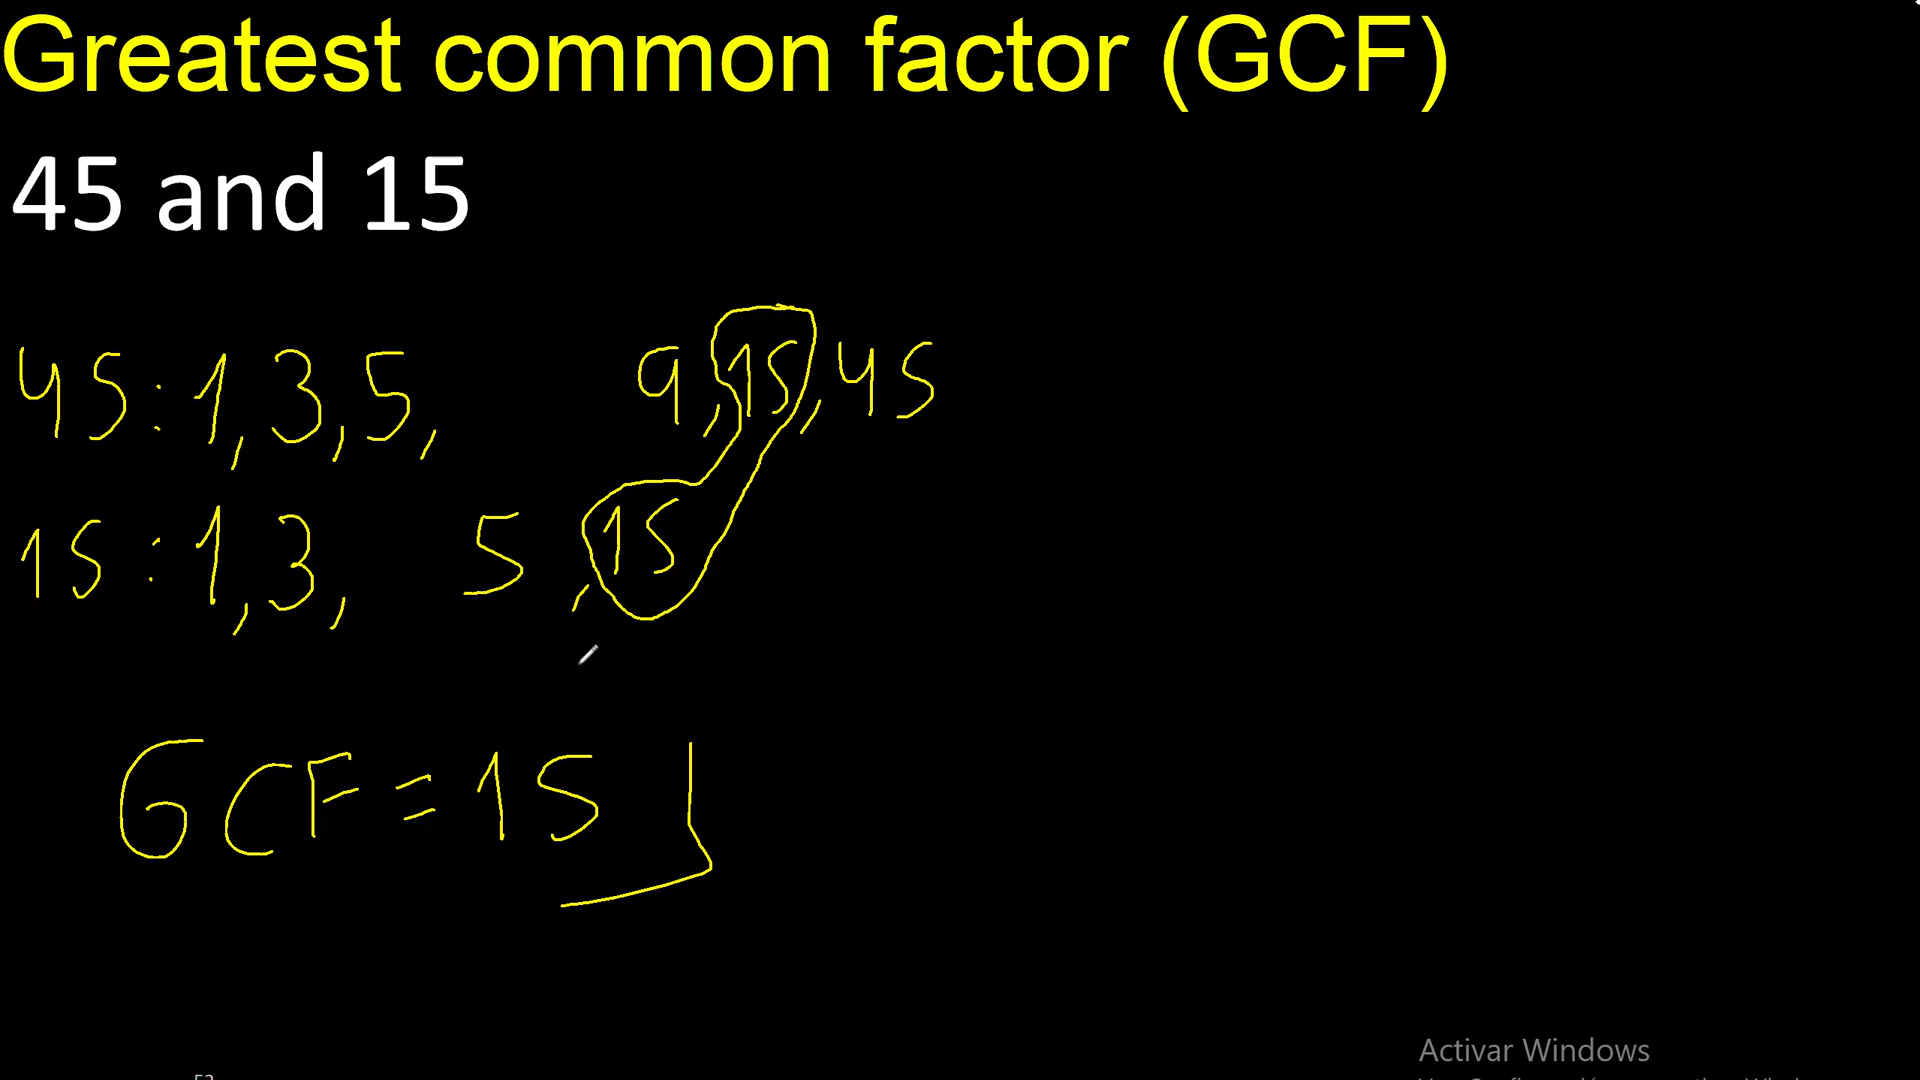 Greatest common factor (GCF)
45 and 15
45 : 1, 3, 5, 9, 15, 45
15 : 1, 3, 5, 15
GCF = 15
Activar Windows